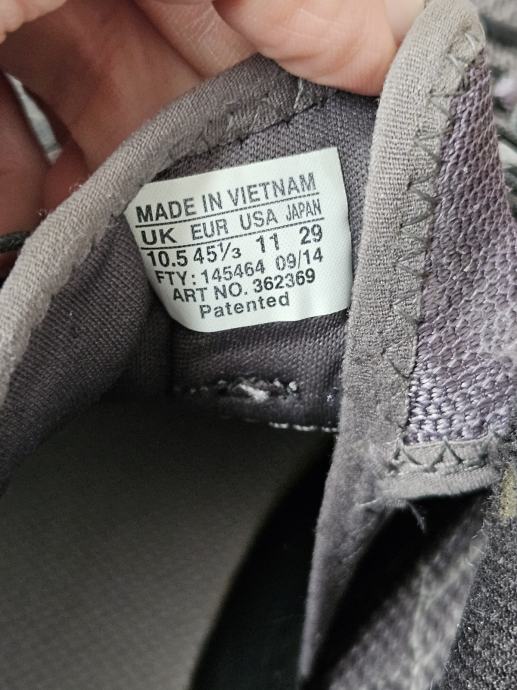 MADE IN VIETNAM
UK EUR USA JAPAN
10.5 45⅓ 11 29
FTY: 145464 09/14
ART NO. 362369
Patented